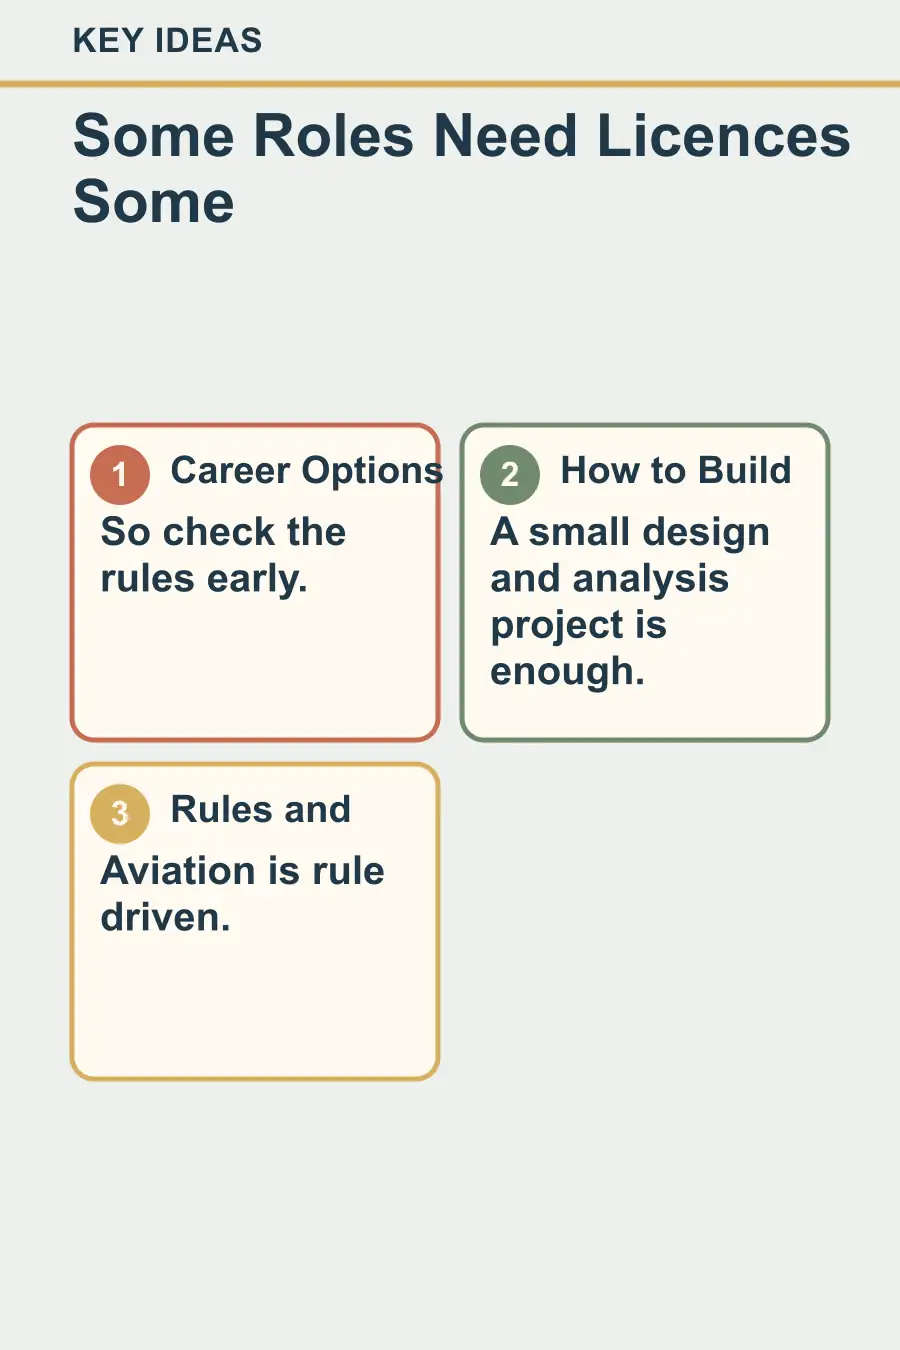 KEY IDEAS
Some Roles Need Licences
Some
1 Career Options
So check the
rules early.
2 How to Build
A small design
and analysis
project is
enough.
3 Rules and
Aviation is rule
driven.